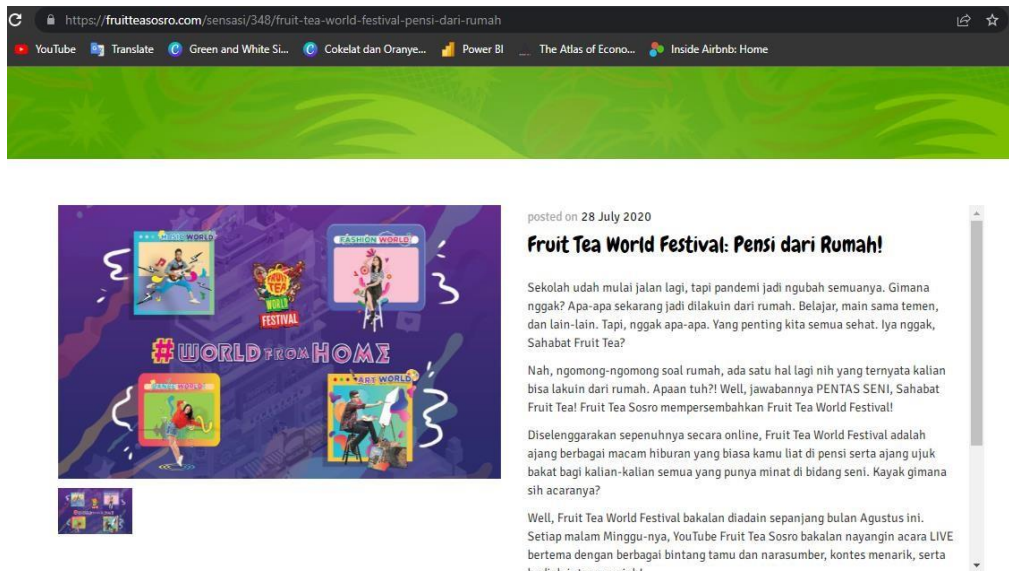 https://fruitteasosro.com/sensasi/348/fruit-tea-world-festival-pensi-dari-rumah
YouTube Translate Green and White Si... Cokelat dan Oranye... Power BI The Atlas of Econo... Inside Airbnb: Home
MUSIC WORLD
FASHION WORLD
FRUIT
TEA
WORLD
FESTIVAL
#WORLD FROM HOME
DANCE WORLD
ART WORLD
posted on 28 July 2020
Fruit Tea World Festival: Pensi dari Rumah!
Sekolah udah mulai jalan lagi, tapi pandemi jadi ngubah semuanya. Gimana
nggak? Apa-apa sekarang jadi dilakuin dari rumah. Belajar, main sama temen,
dan lain-lain. Tapi, nggak apa-apa. Yang penting kita semua sehat. Iya nggak,
Sahabat Fruit Tea?
Nah, ngomong-ngomong soal rumah, ada satu hal lagi nih yang ternyata kalian
bisa lakuin dari rumah. Apaan tuh?! Well, jawabannya PENTAS SENI, Sahabat
Fruit Tea! Fruit Tea Sosro mempersembahkan Fruit Tea World Festival!
Diselenggarakan sepenuhnya secara online, Fruit Tea World Festival adalah
ajang berbagai macam hiburan yang biasa kamu liat di pensi serta ajang ujuk
bakat bagi kalian-kalian semua yang punya minat di bidang seni. Kayak gimana
sih acaranya?
Well, Fruit Tea World Festival bakalan diadain sepanjang bulan Agustus ini.
Setiap malam Minggu-nya, YouTube Fruit Tea Sosro bakalan nayangin acara LIVE
bertema dengan berbagai bintang tamu dan narasumber, kontes menarik, serta